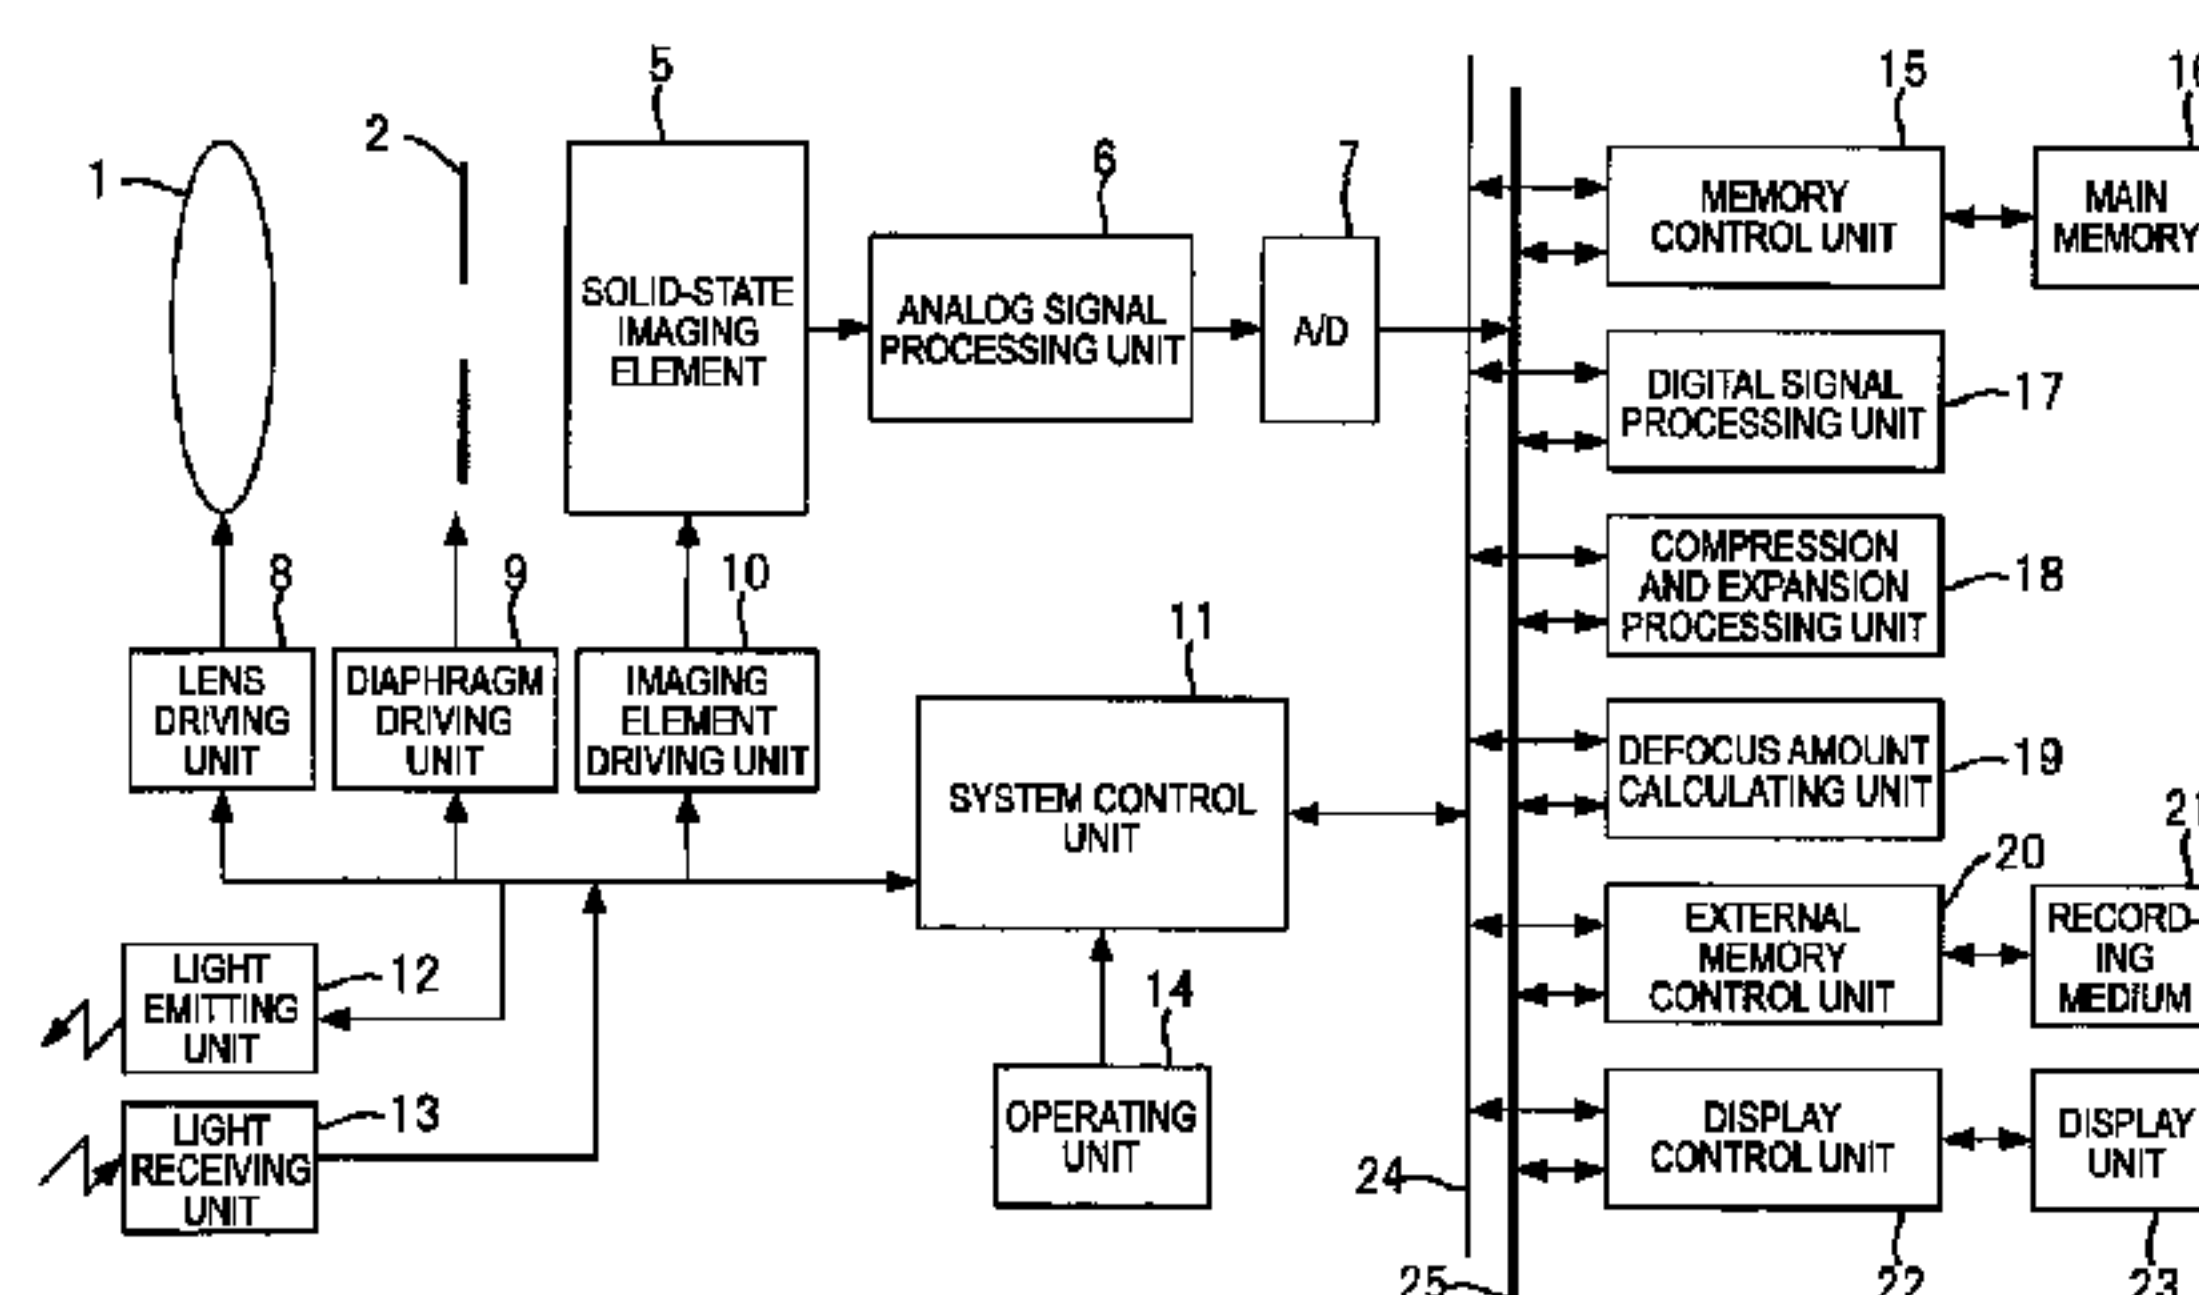 5
15
2
1
6
7
MEMORY
CONTROL UNIT
MAIN
MEMORY
SOLID-STATE
IMAGING
ELEMENT
ANALOG SIGNAL
PROCESSING UNIT
A/D
DIGITAL SIGNAL
PROCESSING UNIT
17
COMPRESSION
AND EXPANSION
PROCESSING UNIT
18
8
9
10
11
LENS
DRIVING
UNIT
DIAPHRAGM
DRIVING
UNIT
IMAGING
ELEMENT
DRIVING UNIT
SYSTEM CONTROL
UNIT
DEFOCUS AMOUNT
CALCULATING UNIT
19
20
21
EXTERNAL
MEMORY
CONTROL UNIT
RECORD-
ING
MEDIUM
LIGHT
EMITTING
UNIT
12
14
LIGHT
RECEIVING
UNIT
13
OPERATING
UNIT
DISPLAY
CONTROL UNIT
DISPLAY
UNIT
24
25
22
23